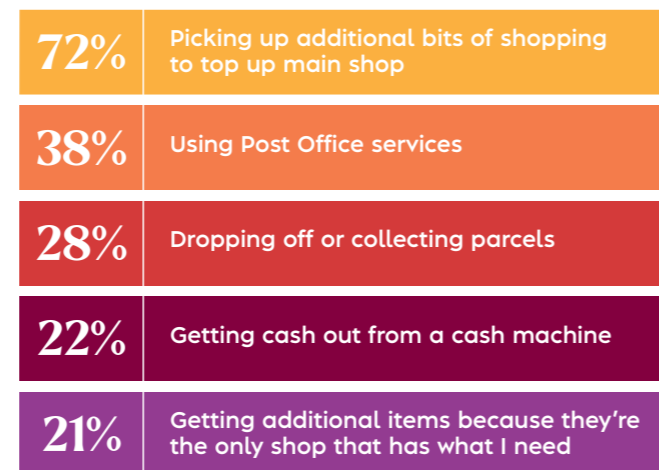 72%
Picking up additional bits of shopping
to top up main shop
38%
Using Post Office services
28%
Dropping off or collecting parcels
22%
Getting cash out from a cash machine
21%
Getting additional items because they’re
the only shop that has what I need